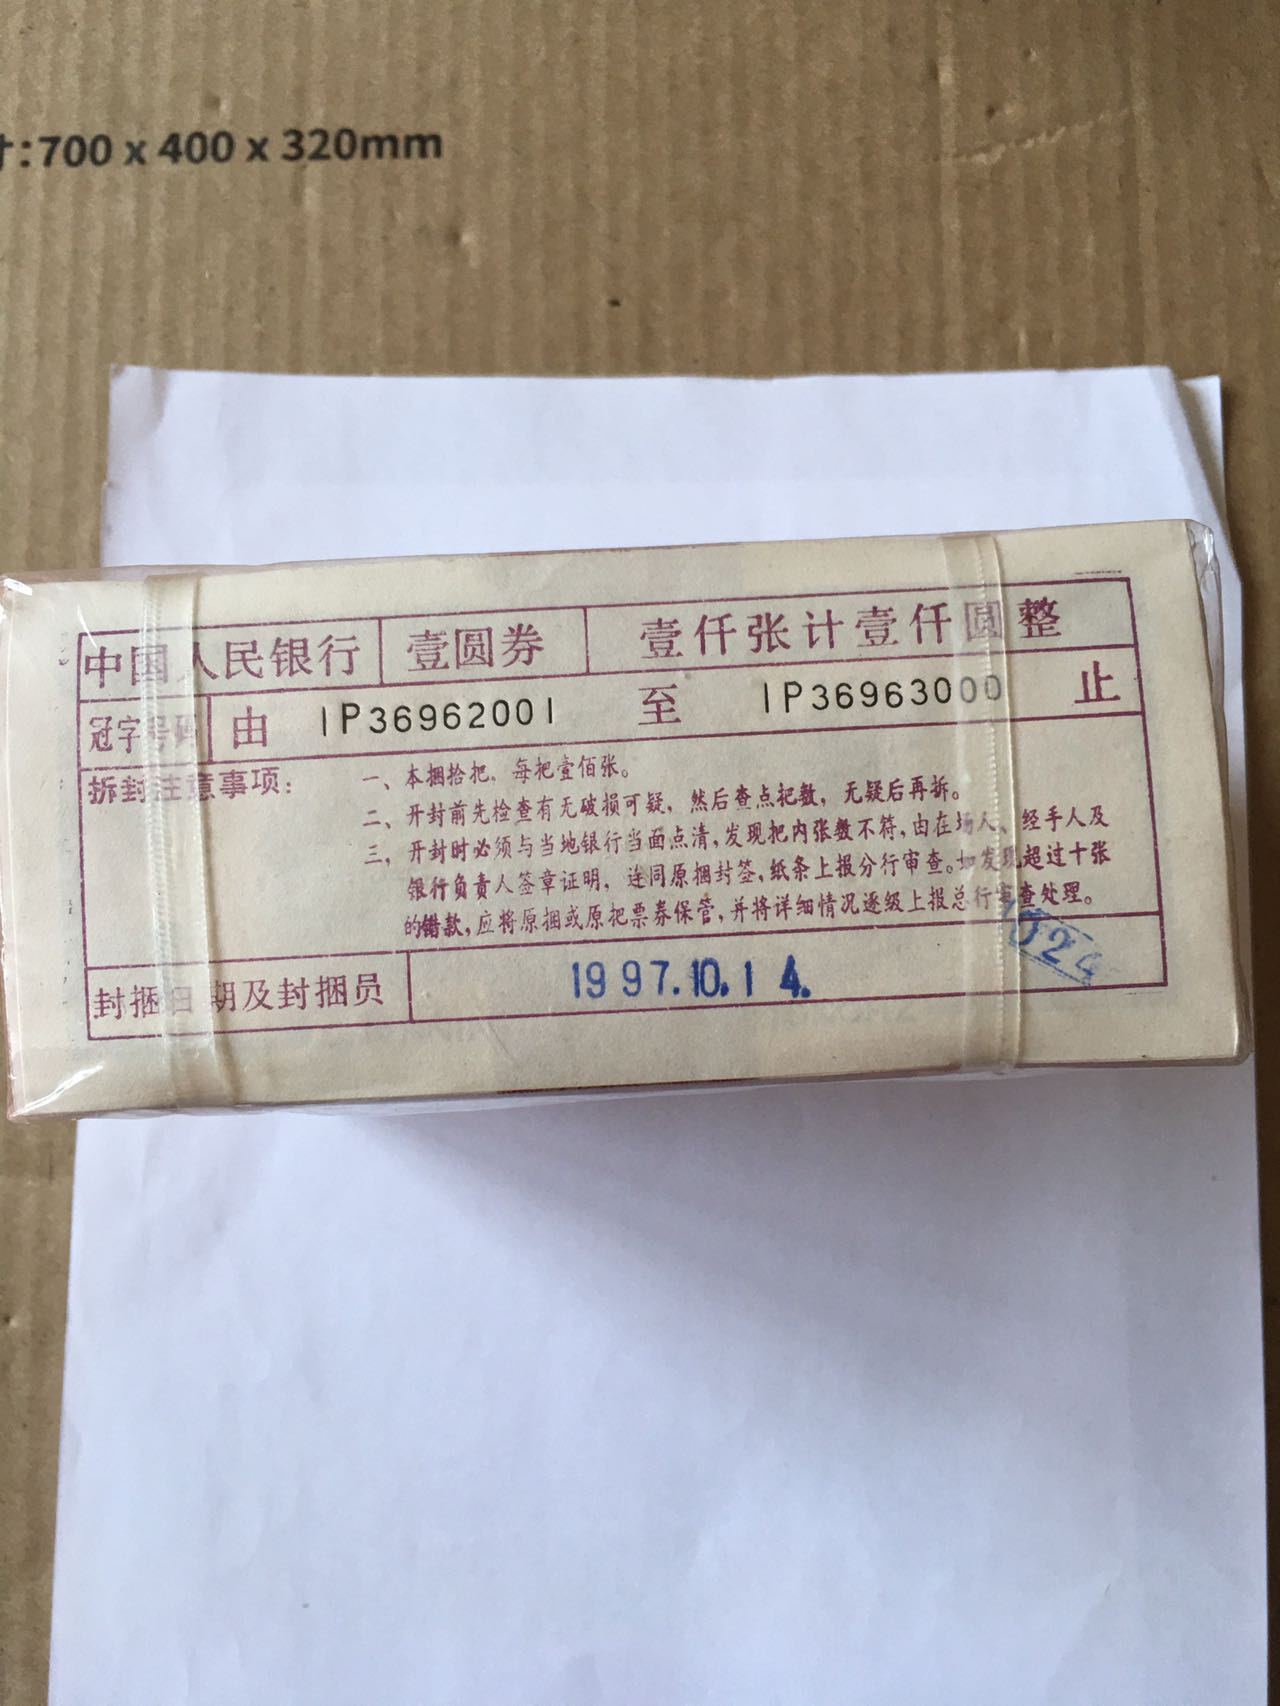 : 700 x 400 x 320mm
中国人民银行 壹圆券 壹仟张计壹仟圆整
冠字号码 由 IP36962001 至 IP36963000 止
拆封注意事项: 一、本捆拾把，每把壹佰张。
二、开封前先检查有无破损可疑，然后查点把数，无疑后再拆。
三，开封时必须与当地银行当面点清，发现把内张数不符，由在场人、经手人及
银行负责人签章证明，连同原捆封签，纸条上报分行审查。如发现超过十张
的错款，应将原捆或原把票券保管，并将详细情况逐级上报总行审查处理。
封捆日期及封捆员 1997.10.14.
024